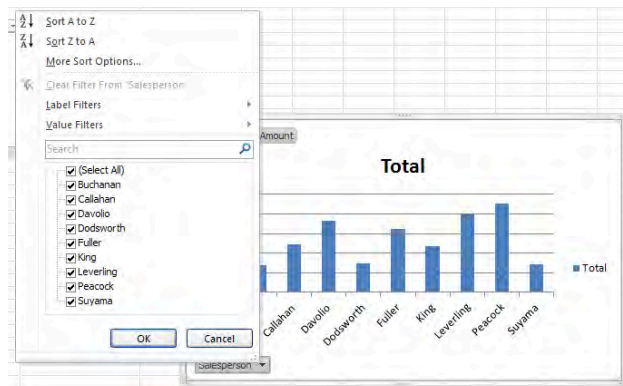 Sort A to Z
Sort Z to A
More Sort Options...
Clear Filter From 'Salesperson'
Label Filters
Value Filters
Search
(Select All)
Buchanan
Callahan
Davolio
Dodsworth
Fuller
King
Leverling
Peacock
Suyama
OK Cancel
Amount
Total
Total
Callahan Davolio Dodsworth Fuller King Leverling Peacock Suyama
Salesperson